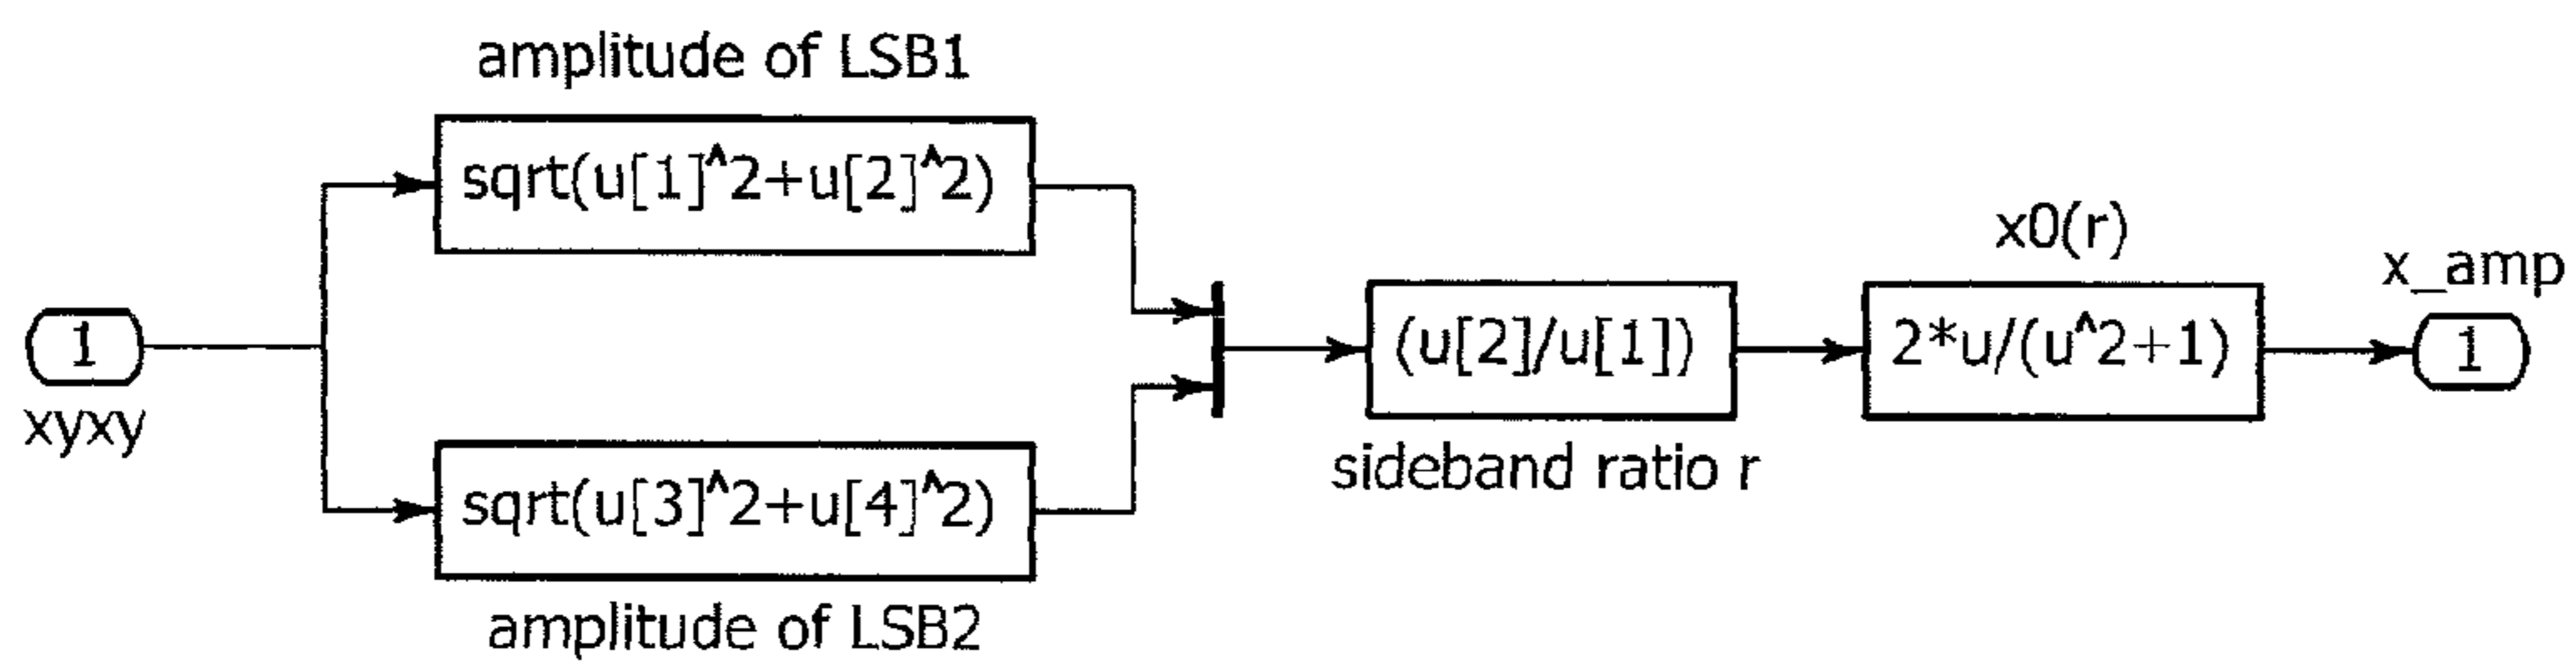 amplitude of LSB1
sqrt(u[1]^2+u[2]^2)
x0(r)
x_amp
1
xyxy
(u[2]/u[1])
2*u/(u^2+1)
1
sideband ratio r
sqrt(u[3]^2+u[4]^2)
amplitude of LSB2